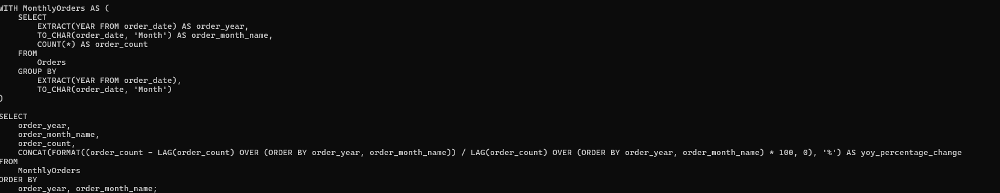 WITH MonthlyOrders AS (
    SELECT
        EXTRACT(YEAR FROM order_date) AS order_year,
        TO_CHAR(order_date, 'Month') AS order_month_name,
        COUNT(*) AS order_count
    FROM
        Orders
    GROUP BY
        EXTRACT(YEAR FROM order_date),
        TO_CHAR(order_date, 'Month')
)

SELECT
    order_year,
    order_month_name,
    order_count,
    CONCAT(FORMAT((order_count - LAG(order_count) OVER (ORDER BY order_year, order_month_name)) / LAG(order_count) OVER (ORDER BY order_year, order_month_name) * 100, 0), '%') AS yoy_percentage_change
FROM
    MonthlyOrders
ORDER BY
    order_year, order_month_name;